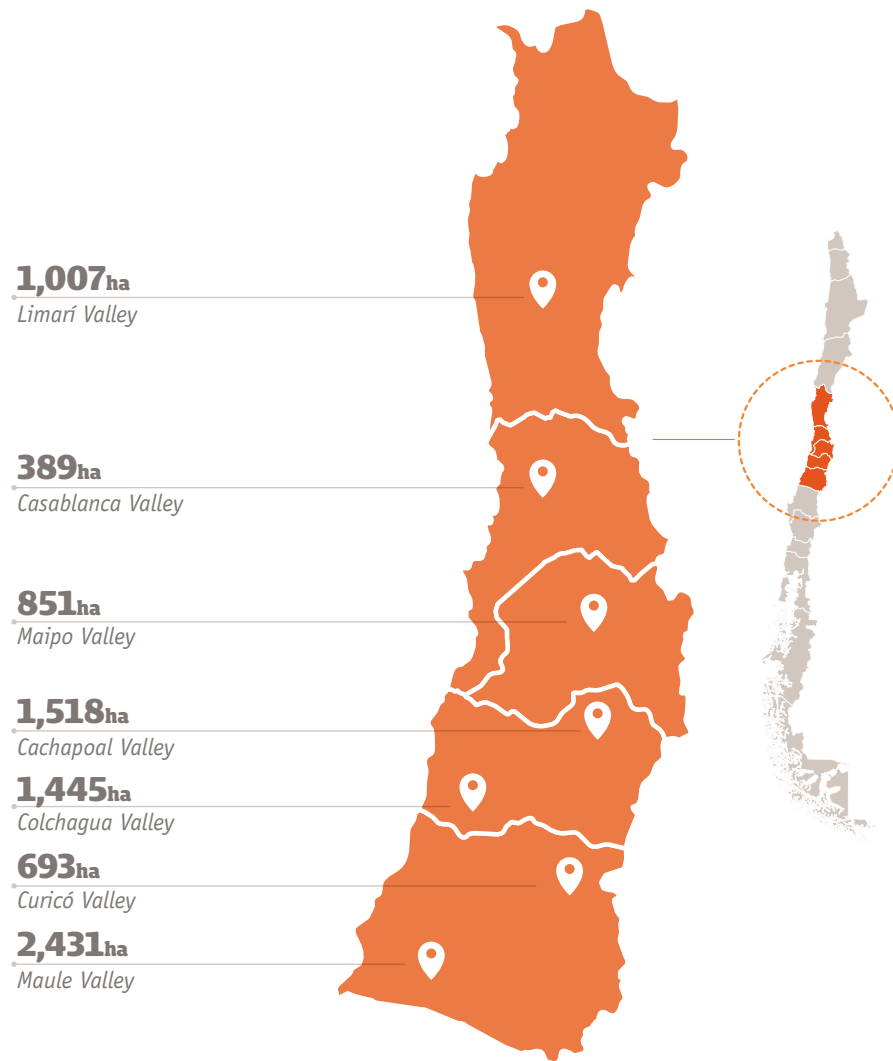 1,007ha
Limarí Valley
389ha
Casablanca Valley
851ha
Maipo Valley
1,518ha
Cachapoal Valley
1,445ha
Colchagua Valley
693ha
Curicó Valley
2,431ha
Maule Valley